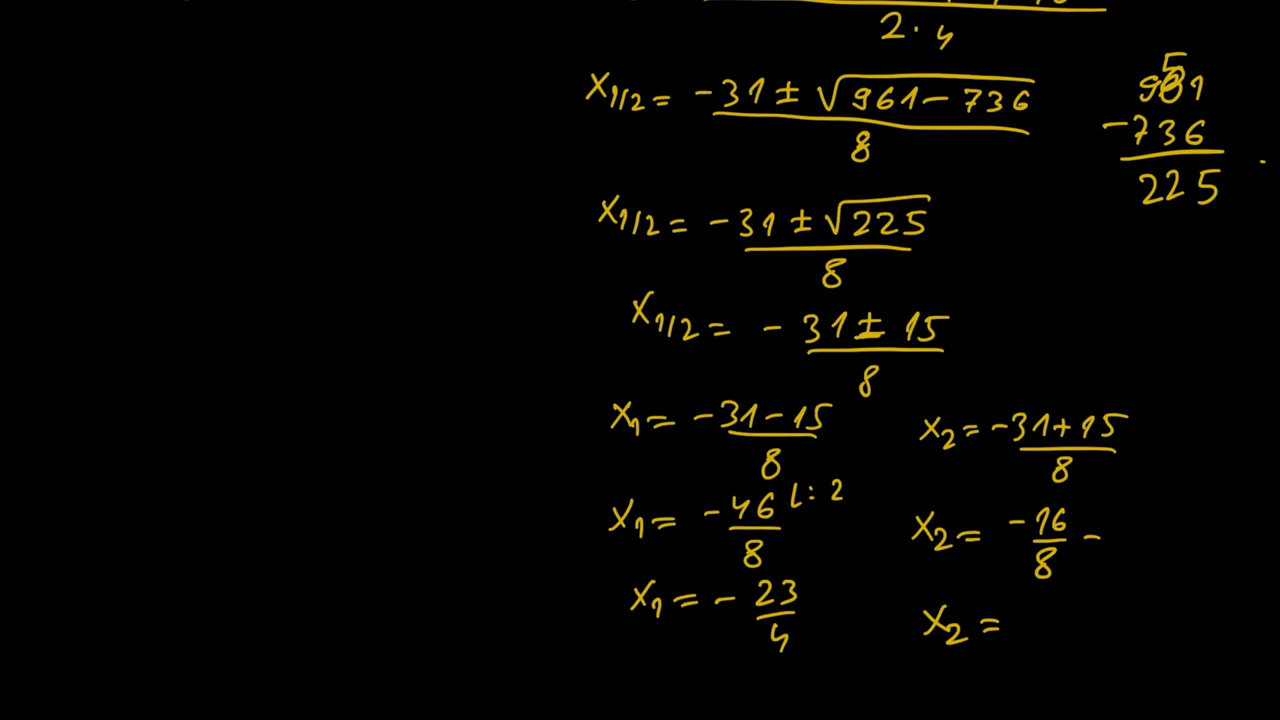 2 · 4
x1/2 = -31 ± √961 - 736 / 8
961 5
-736
225
x1/2 = -31 ± √225 / 8
x1/2 = -31 ± 15 / 8
x1 = -31 - 15 / 8 x2 = -31 + 15 / 8
x1 = -46 / 8 L: 2 x2 = -16 / 8 -
x1 = - 23 / 4 x2 =